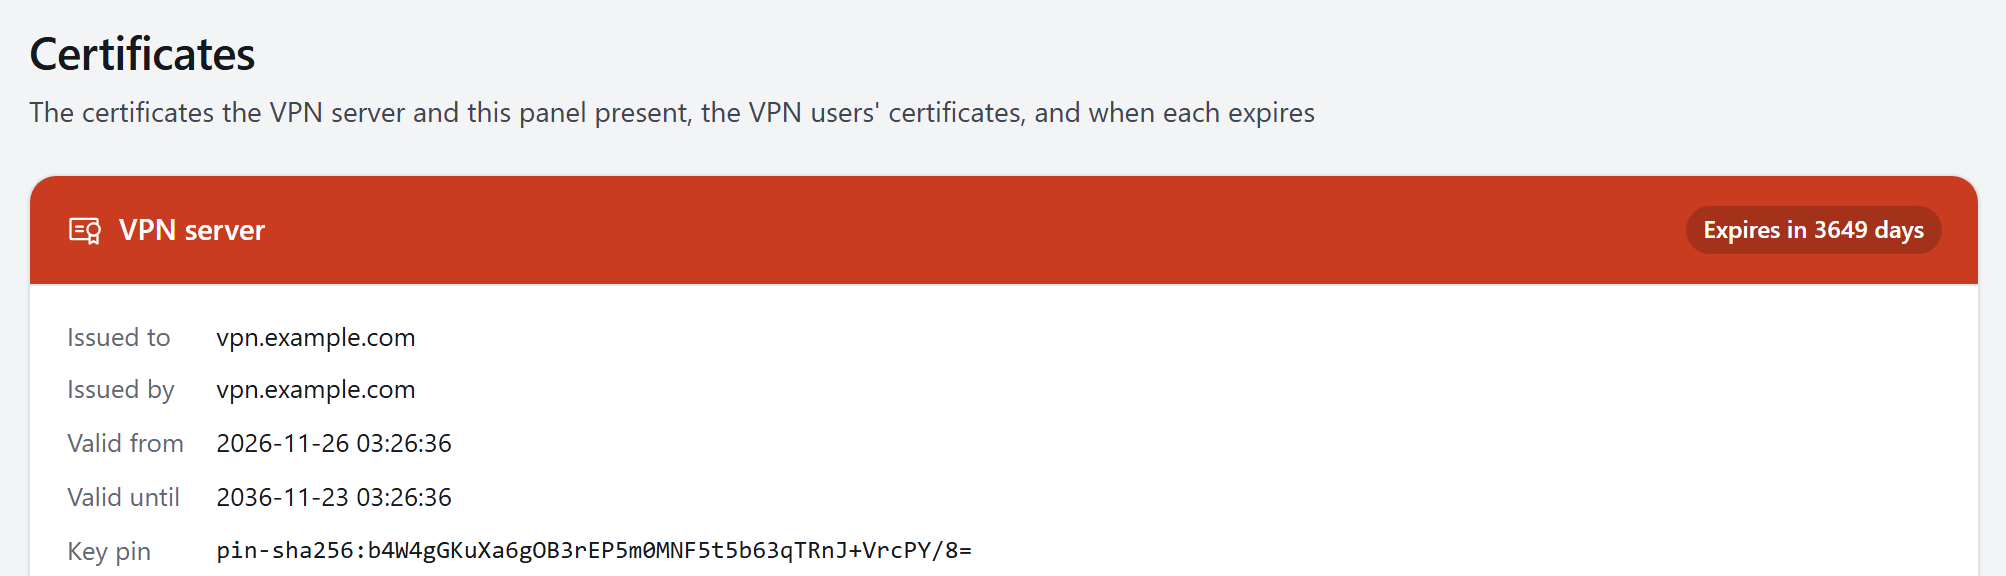 Certificates
The certificates the VPN server and this panel present, the VPN users' certificates, and when each expires
VPN server
Expires in 3649 days
Issued to vpn.example.com
Issued by vpn.example.com
Valid from 2026-11-26 03:26:36
Valid until 2036-11-23 03:26:36
Key pin pin-sha256:b4W4gGKuXa6gOB3rEP5m0MNF5t5b63qTRnJ+VrcPY/8=